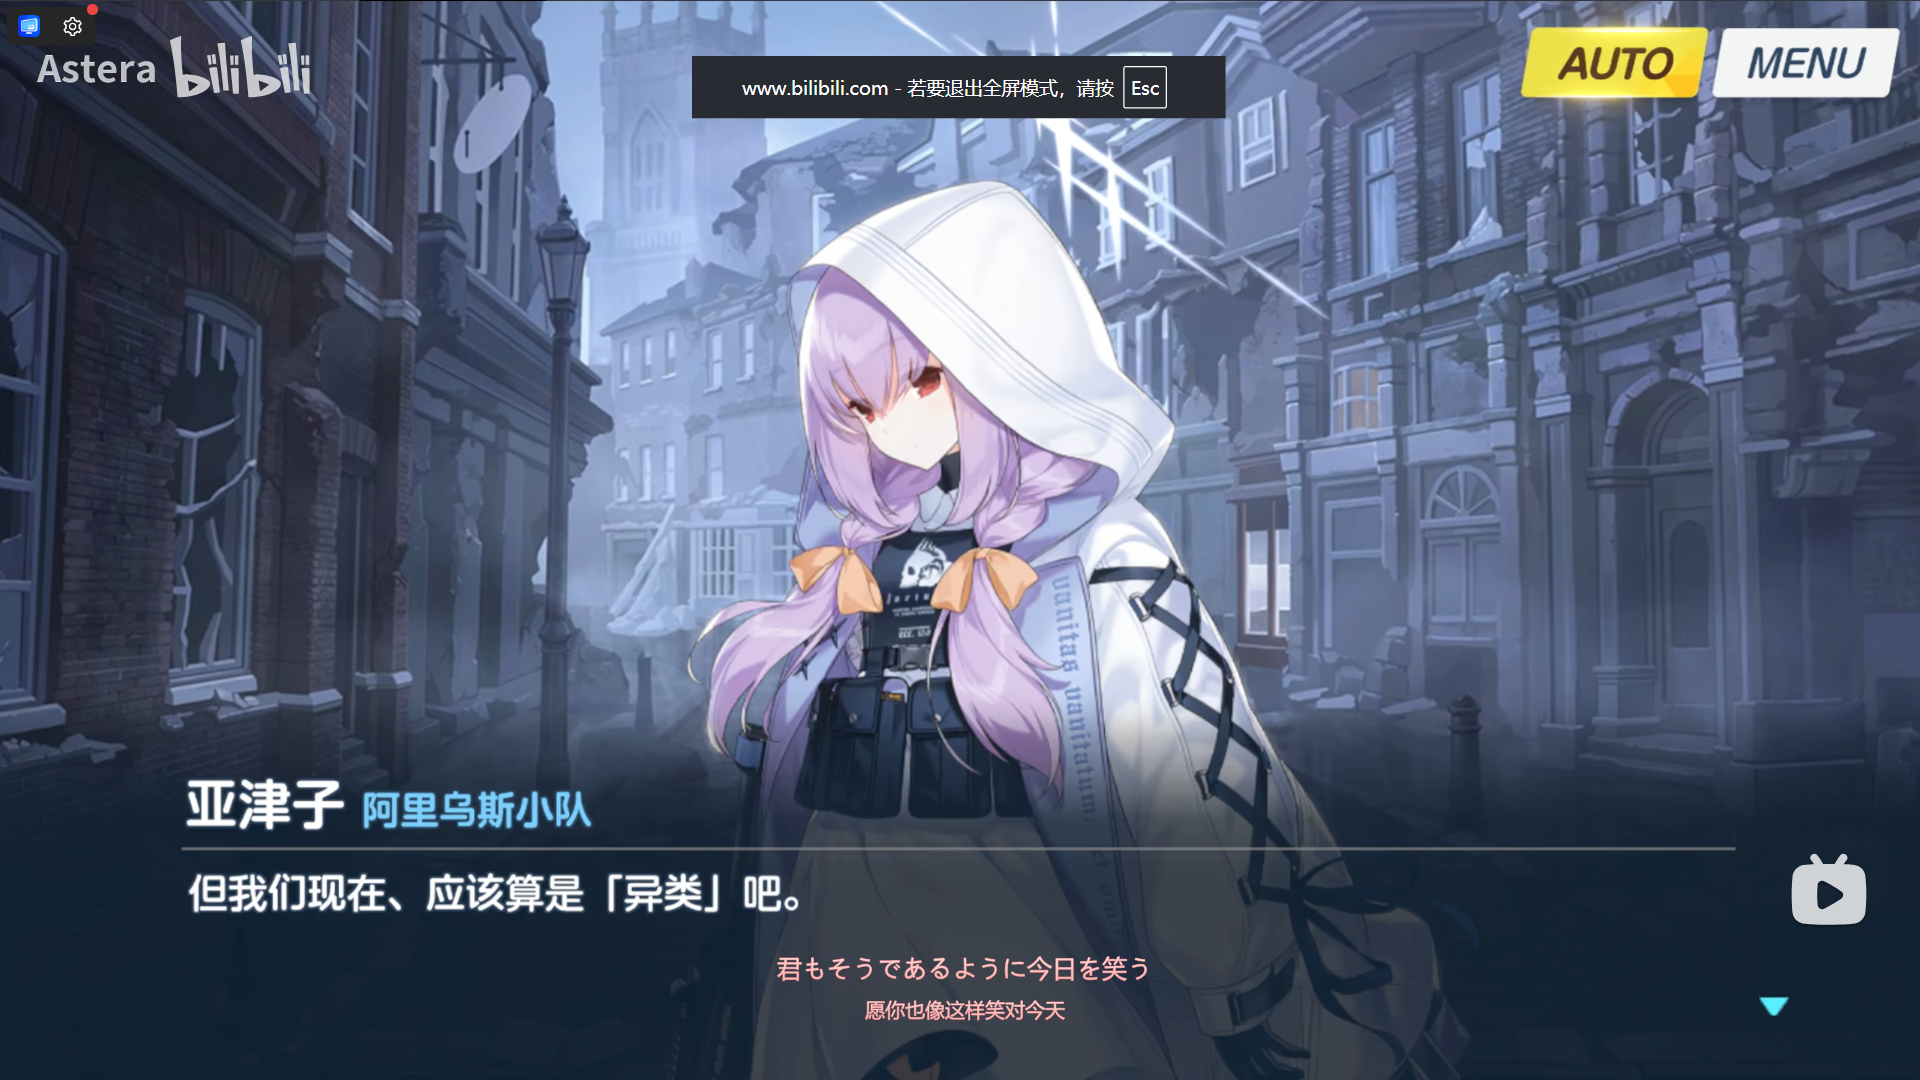 Astera bilibili
www.bilibili.com - 若要退出全屏模式，请按 Esc
AUTO
MENU
vanitas vanitatum.
亚津子 阿里乌斯小队
但我们现在、应该算是「异类」吧。
君もそうであるように今日を笑う
愿你也像这样笑对今天